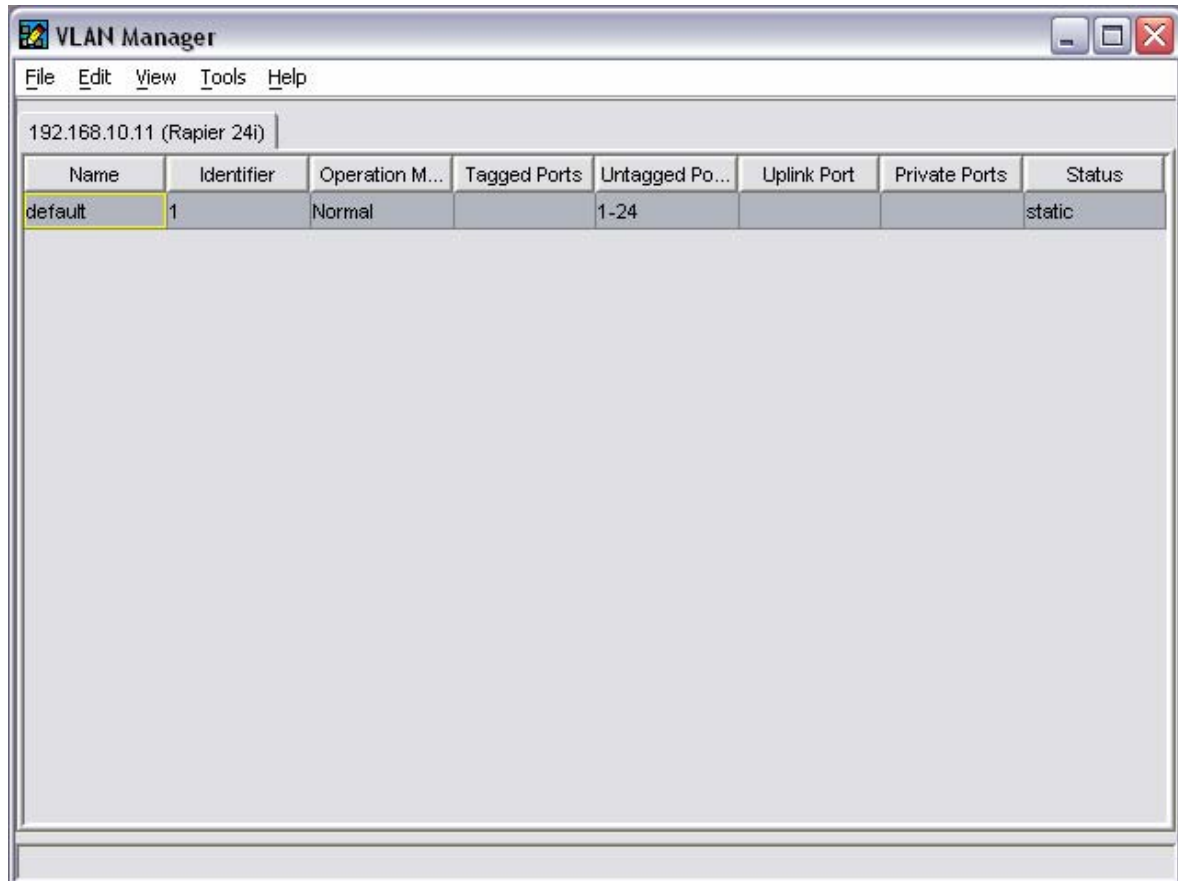 VLAN Manager
File Edit View Tools Help
192.168.10.11 (Rapier 24i)
Name Identifier Operation M... Tagged Ports Untagged Po... Uplink Port Private Ports Status
default 1 Normal 1-24 static